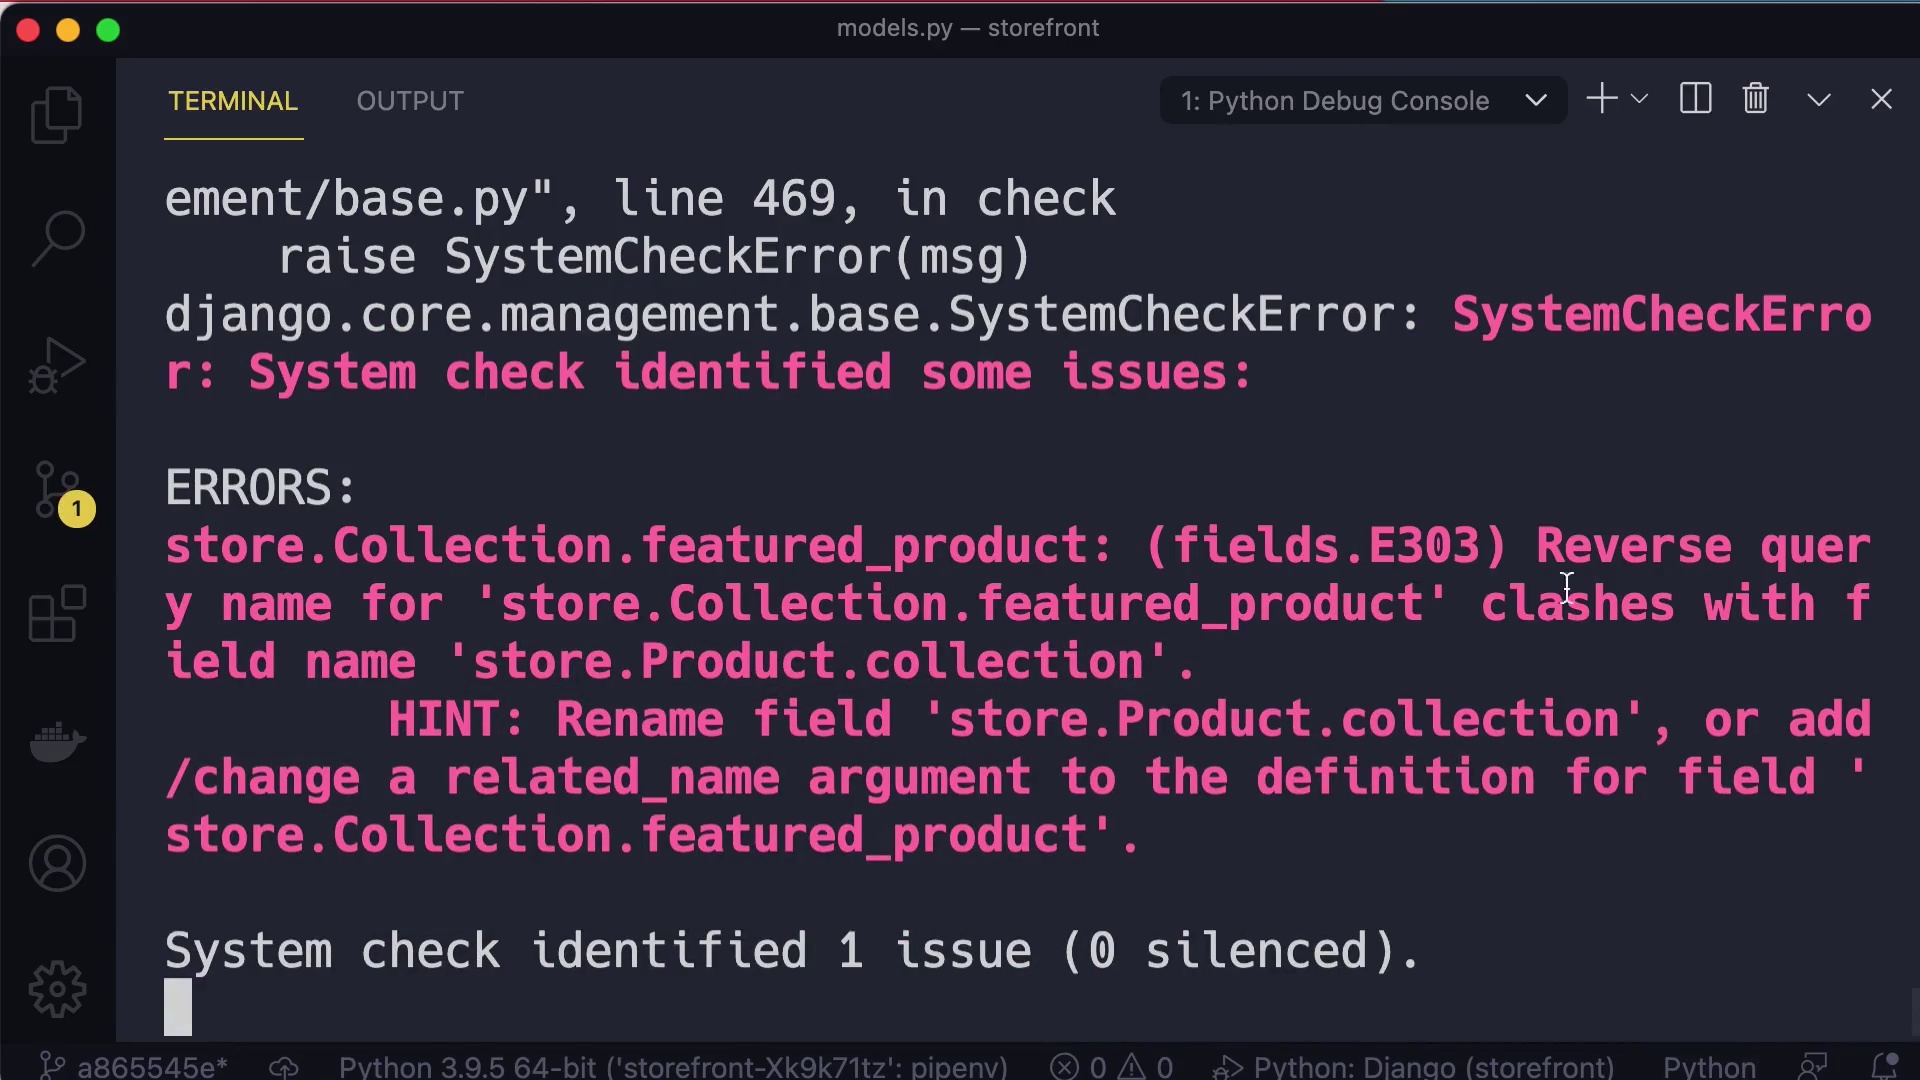 models.py — storefront
TERMINAL OUTPUT 1: Python Debug Console
ement/base.py", line 469, in check
raise SystemCheckError(msg)
django.core.management.base.SystemCheckError: SystemCheckErro
r: System check identified some issues:
ERRORS:
store.Collection.featured_product: (fields.E303) Reverse quer
y name for 'store.Collection.featured_product' clashes with f
ield name 'store.Product.collection'.
HINT: Rename field 'store.Product.collection', or add
/change a related_name argument to the definition for field '
store.Collection.featured_product'.
System check identified 1 issue (0 silenced).
1
a865545e* Python 3.9.5 64-bit ('storefront-Xk9k71tz': pipenv) 0 0 Python: Django (storefront) Python